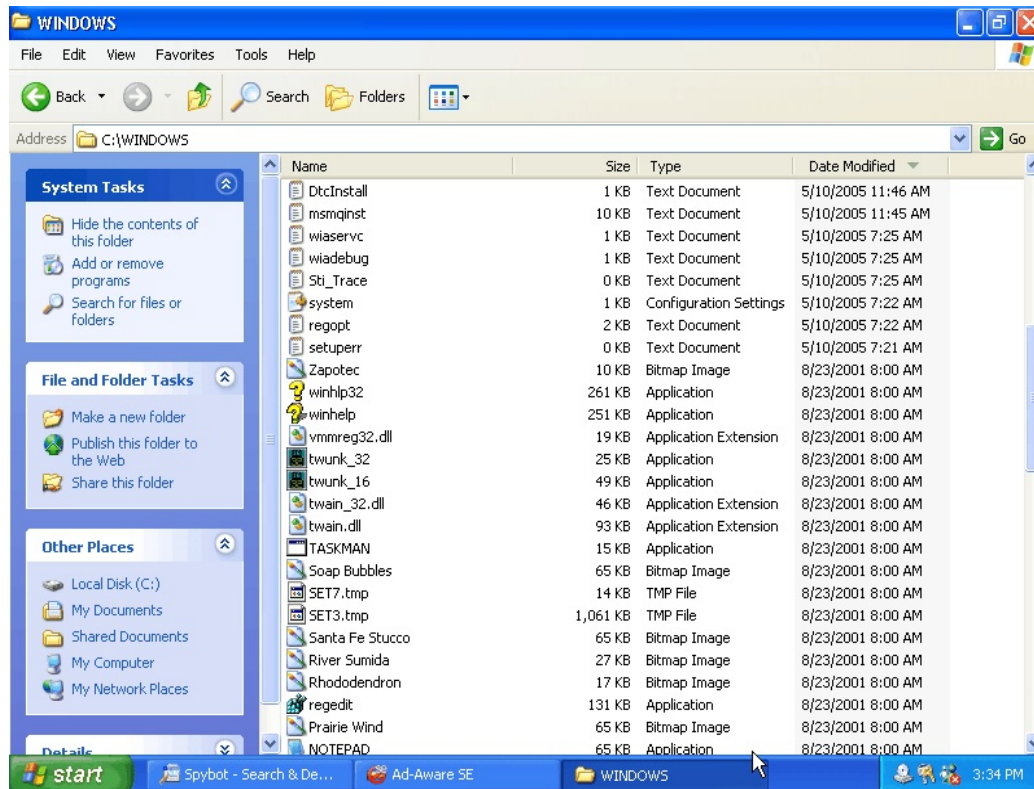 WINDOWS
File Edit View Favorites Tools Help
Back Search Folders
Address C:\WINDOWS Go
System Tasks
Hide the contents of
this folder
Add or remove
programs
Search for files or
folders
File and Folder Tasks
Make a new folder
Publish this folder to
the Web
Share this folder
Other Places
Local Disk (C:)
My Documents
Shared Documents
My Computer
My Network Places
Details
Name Size Type Date Modified
DtcInstall 1 KB Text Document 5/10/2005 11:46 AM
msmqinst 10 KB Text Document 5/10/2005 11:45 AM
wiaservc 1 KB Text Document 5/10/2005 7:25 AM
wiadebug 1 KB Text Document 5/10/2005 7:25 AM
Sti_Trace 0 KB Text Document 5/10/2005 7:25 AM
system 1 KB Configuration Settings 5/10/2005 7:22 AM
regopt 2 KB Text Document 5/10/2005 7:22 AM
setuperr 0 KB Text Document 5/10/2005 7:21 AM
Zapotec 10 KB Bitmap Image 8/23/2001 8:00 AM
winhlp32 261 KB Application 8/23/2001 8:00 AM
winhelp 251 KB Application 8/23/2001 8:00 AM
vmmreg32.dll 19 KB Application Extension 8/23/2001 8:00 AM
twunk_32 25 KB Application 8/23/2001 8:00 AM
twunk_16 49 KB Application 8/23/2001 8:00 AM
twain_32.dll 46 KB Application Extension 8/23/2001 8:00 AM
twain.dll 93 KB Application Extension 8/23/2001 8:00 AM
TASKMAN 15 KB Application 8/23/2001 8:00 AM
Soap Bubbles 65 KB Bitmap Image 8/23/2001 8:00 AM
SET7.tmp 14 KB TMP File 8/23/2001 8:00 AM
SET3.tmp 1,061 KB TMP File 8/23/2001 8:00 AM
Santa Fe Stucco 65 KB Bitmap Image 8/23/2001 8:00 AM
River Sumida 27 KB Bitmap Image 8/23/2001 8:00 AM
Rhododendron 17 KB Bitmap Image 8/23/2001 8:00 AM
regedit 131 KB Application 8/23/2001 8:00 AM
Prairie Wind 65 KB Bitmap Image 8/23/2001 8:00 AM
NOTEPAD 65 KB Application 8/23/2001 8:00 AM
start Spybot - Search & De... Ad-Aware SE WINDOWS 3:34 PM